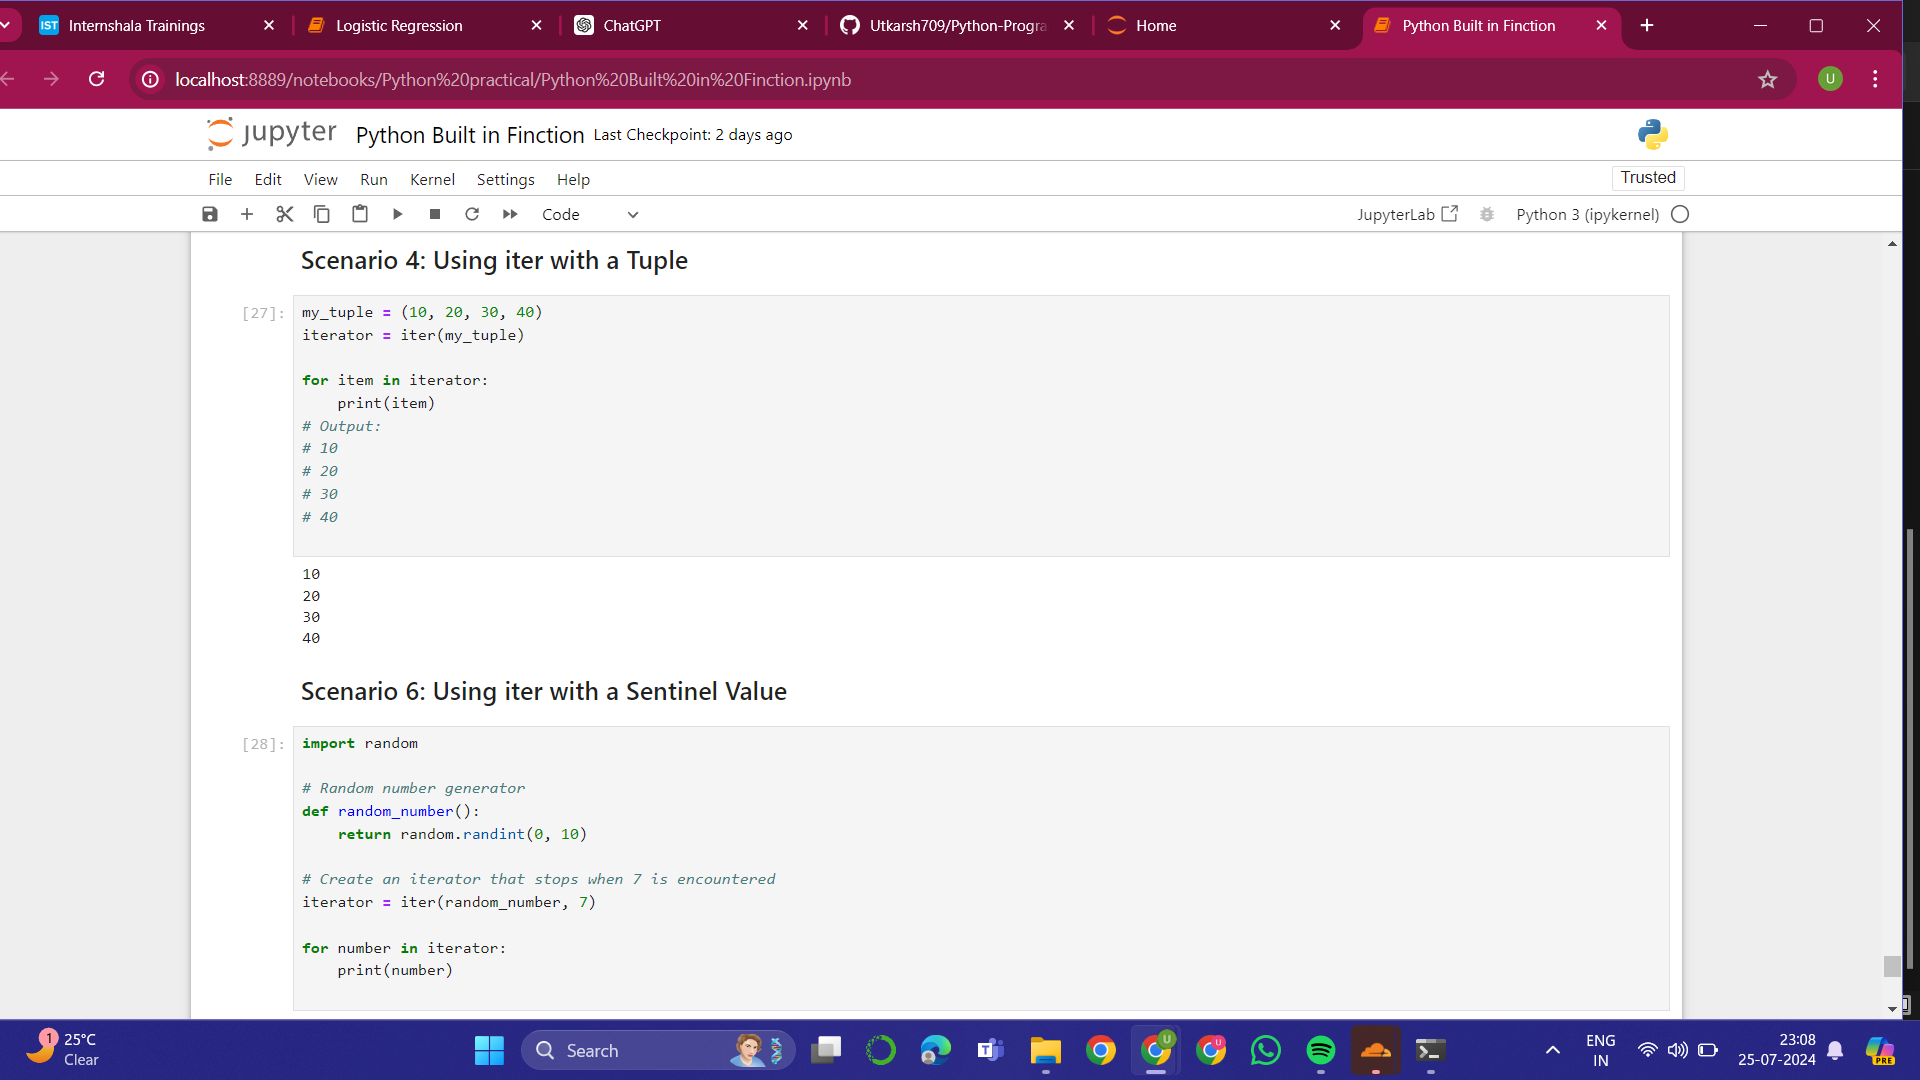 Internshala Trainings
Logistic Regression
ChatGPT
Utkarsh709/Python-Progra
Home
Python Built in Finction
localhost:8889/notebooks/Python%20practical/Python%20Built%20in%20Finction.ipynb
U
jupyter Python Built in Finction Last Checkpoint: 2 days ago
File Edit View Run Kernel Settings Help
Trusted
Code
JupyterLab
Python 3 (ipykernel)
Scenario 4: Using iter with a Tuple
[27]: my_tuple = (10, 20, 30, 40)
iterator = iter(my_tuple)
for item in iterator:
print(item)
# Output:
# 10
# 20
# 30
# 40
10
20
30
40
Scenario 6: Using iter with a Sentinel Value
[28]: import random
# Random number generator
def random_number():
return random.randint(0, 10)
# Create an iterator that stops when 7 is encountered
iterator = iter(random_number, 7)
for number in iterator:
print(number)
1
25°C
Clear
Search
ENG
IN
23:08
25-07-2024
PRE